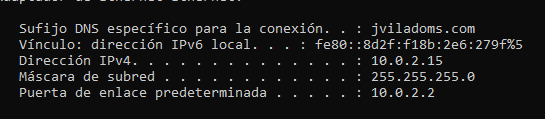 Sufijo DNS específico para la conexión. . : jviladoms.com
Vínculo: dirección IPv6 local. . . : fe80::8d2f:f18b:2e6:279f%5
Dirección IPv4. . . . . . . . . . . . . . : 10.0.2.15
Máscara de subred . . . . . . . . . . . . : 255.255.255.0
Puerta de enlace predeterminada . . . . . : 10.0.2.2